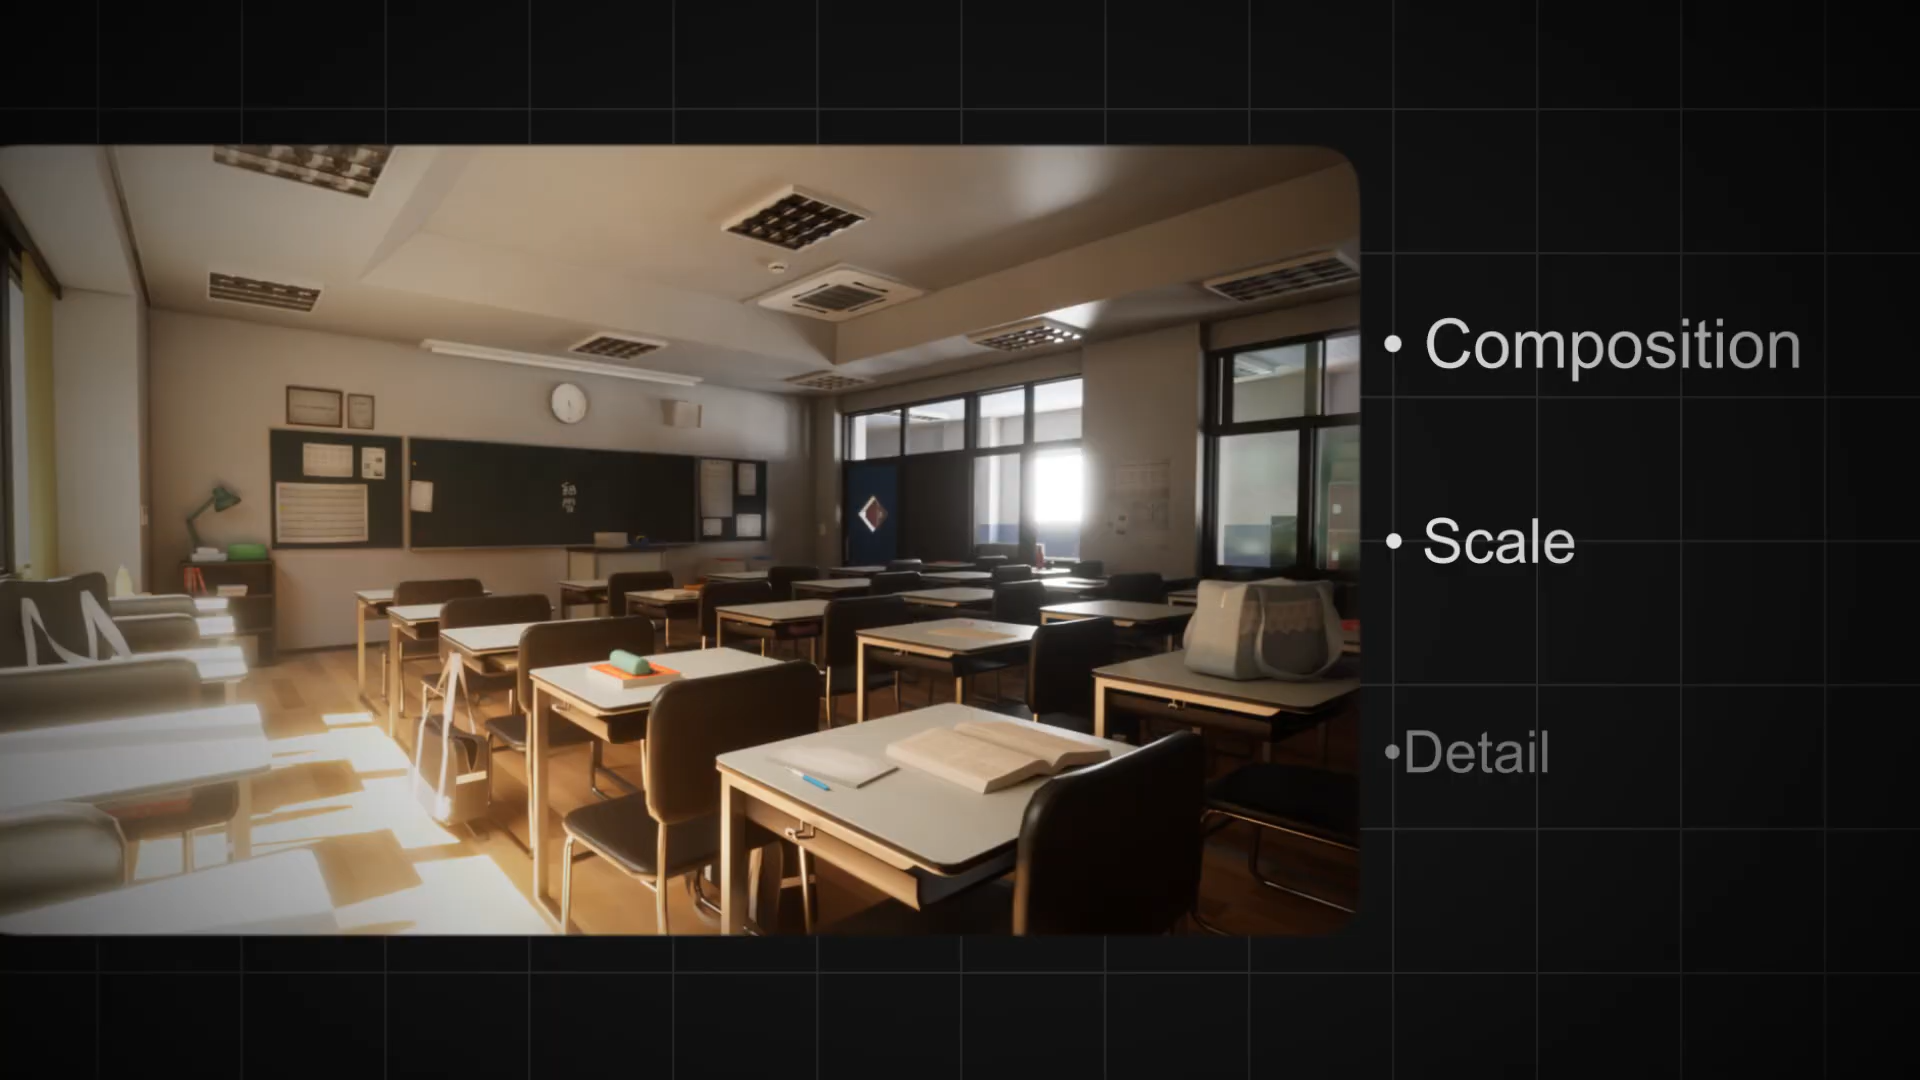 • Composition
• Scale
•Detail